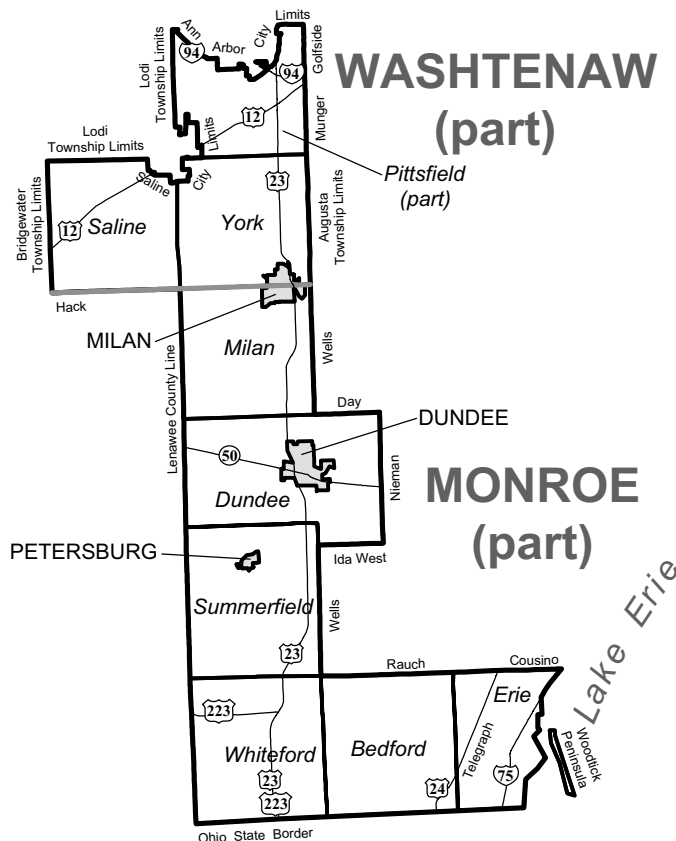 Ann Arbor City Limits
94
94
Golfside
Lodi
Township Limits
WASHTENAW
(part)
12
Limits
Munger
Lodi
Township Limits
Saline
City
23
Pittsfield
(part)
Bridgewater
Township Limits
12
Saline
York
Augusta
Township Limits
Hack
MILAN
Milan
Wells
Lenawee County Line
Day
DUNDEE
50
Nieman
Dundee
MONROE
(part)
PETERSBURG
Ida West
Summerfield
Wells
23
Lake Erie
Rauch
Cousino
Erie
223
Whiteford
Bedford
Telegraph
Woodtick
Peninsula
23
24
75
223
Ohio State Border